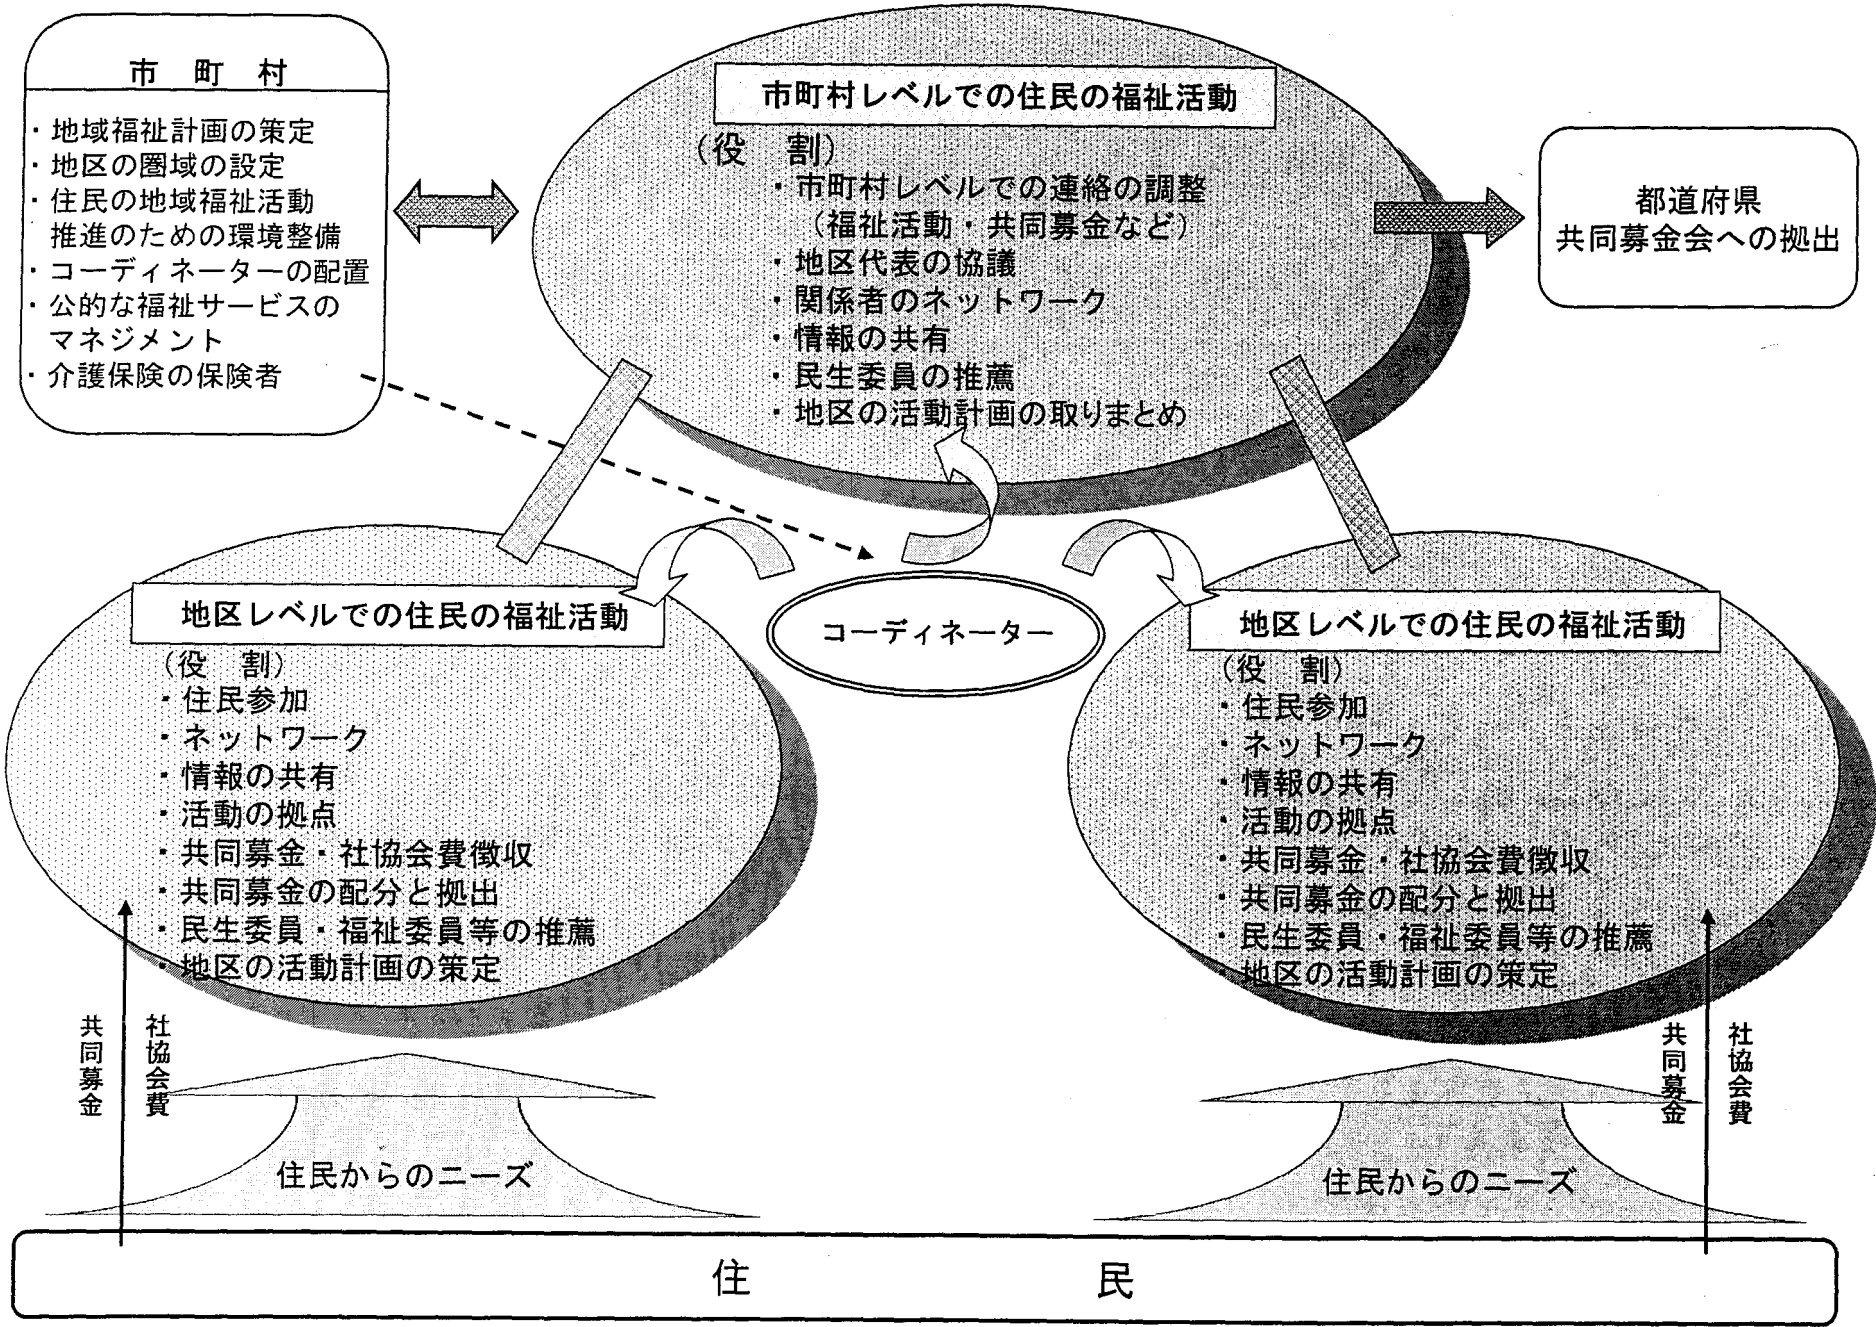 市 町 村
・地域福祉計画の策定
・地区の圏域の設定
・住民の地域福祉活動
推進のための環境整備
・コーディネーターの配置
・公的な福祉サービスの
マネジメント
・介護保険の保険者
市町村レベルでの住民の福祉活動
（役 割）
・市町村レベルでの連絡の調整
（福祉活動・共同募金など）
・地区代表の協議
・関係者のネットワーク
・情報の共有
・民生委員の推薦
・地区の活動計画の取りまとめ
都道府県
共同募金会への拠出
コーディネーター
地区レベルでの住民の福祉活動
（役 割）
・住民参加
・ネットワーク
・情報の共有
・活動の拠点
・共同募金・社協会費徴収
・共同募金の配分と拠出
・民生委員・福祉委員等の推薦
・地区の活動計画の策定
地区レベルでの住民の福祉活動
（役 割）
・住民参加
・ネットワーク
・情報の共有
・活動の拠点
・共同募金・社協会費徴収
・共同募金の配分と拠出
・民生委員・福祉委員等の推薦
・地区の活動計画の策定
共同募金
社協会費
住民からのニーズ
共同募金
社協会費
住民からのニーズ
住 民